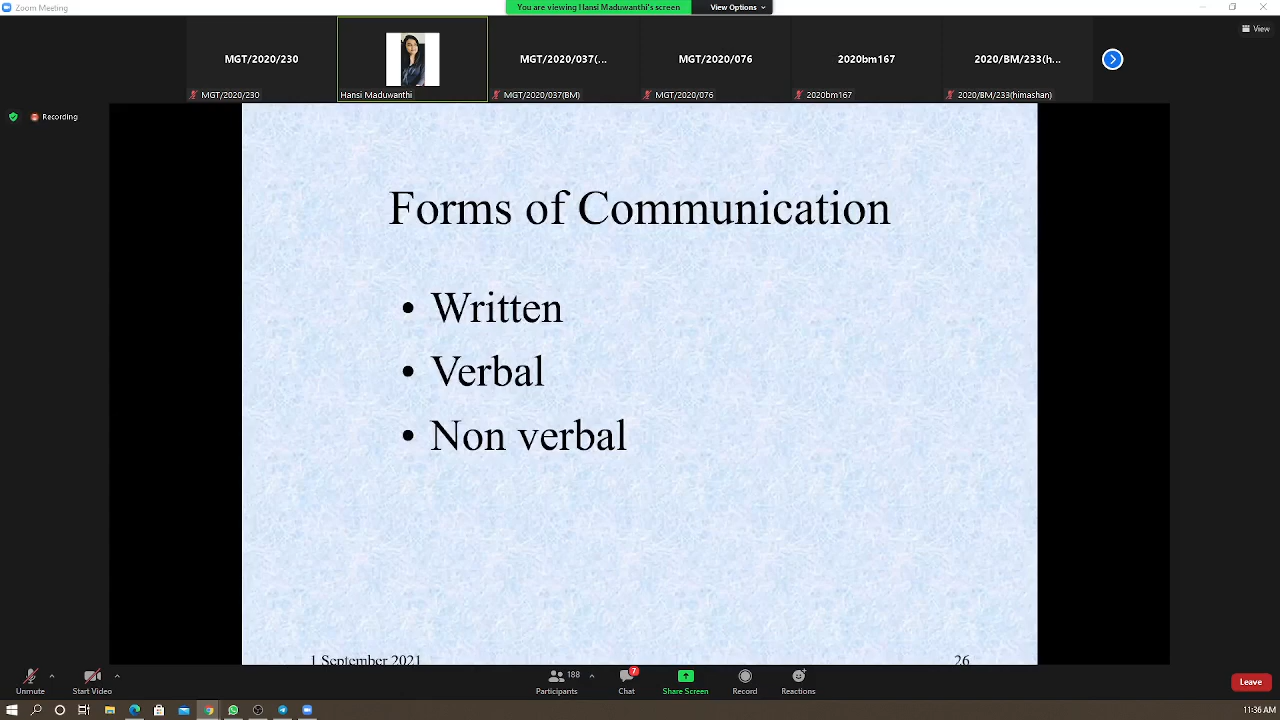 Zoom Meeting
You are viewing Hansi Maduwanthi's screen
View Options
View
MGT/2020/230
MGT/2020/037(...
MGT/2020/076
2020bm167
2020/BM/233(h...
MGT/2020/230
Hansi Maduwanthi
MGT/2020/037(BM)
MGT/2020/076
2020bm167
2020/BM/233(himashan)
Recording
Forms of Communication
• Written
• Verbal
• Non verbal
1 September 2021
26
Unmute
Start Video
188
Participants
7
Chat
Share Screen
Record
Reactions
Leave
11:36 AM